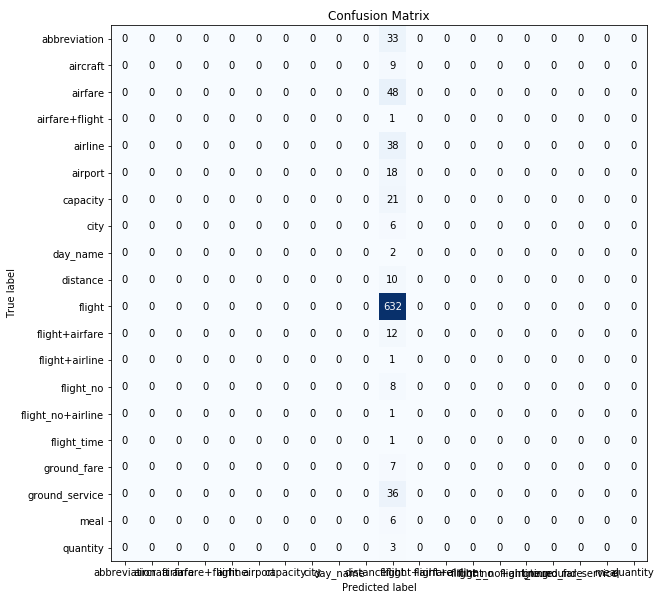 Confusion Matrix
True label
abbreviation 0 0 0 0 0 0 0 0 0 0 33 0 0 0 0 0 0 0 0 0
aircraft 0 0 0 0 0 0 0 0 0 0 9 0 0 0 0 0 0 0 0 0
airfare 0 0 0 0 0 0 0 0 0 0 48 0 0 0 0 0 0 0 0 0
airfare+flight 0 0 0 0 0 0 0 0 0 0 1 0 0 0 0 0 0 0 0 0
airline 0 0 0 0 0 0 0 0 0 0 38 0 0 0 0 0 0 0 0 0
airport 0 0 0 0 0 0 0 0 0 0 18 0 0 0 0 0 0 0 0 0
capacity 0 0 0 0 0 0 0 0 0 0 21 0 0 0 0 0 0 0 0 0
city 0 0 0 0 0 0 0 0 0 0 6 0 0 0 0 0 0 0 0 0
day_name 0 0 0 0 0 0 0 0 0 0 2 0 0 0 0 0 0 0 0 0
distance 0 0 0 0 0 0 0 0 0 0 10 0 0 0 0 0 0 0 0 0
flight 0 0 0 0 0 0 0 0 0 0 632 0 0 0 0 0 0 0 0 0
flight+airfare 0 0 0 0 0 0 0 0 0 0 12 0 0 0 0 0 0 0 0 0
flight+airline 0 0 0 0 0 0 0 0 0 0 1 0 0 0 0 0 0 0 0 0
flight_no 0 0 0 0 0 0 0 0 0 0 8 0 0 0 0 0 0 0 0 0
flight_no+airline 0 0 0 0 0 0 0 0 0 0 1 0 0 0 0 0 0 0 0 0
flight_time 0 0 0 0 0 0 0 0 0 0 1 0 0 0 0 0 0 0 0 0
ground_fare 0 0 0 0 0 0 0 0 0 0 7 0 0 0 0 0 0 0 0 0
ground_service 0 0 0 0 0 0 0 0 0 0 36 0 0 0 0 0 0 0 0 0
meal 0 0 0 0 0 0 0 0 0 0 6 0 0 0 0 0 0 0 0 0
quantity 0 0 0 0 0 0 0 0 0 0 3 0 0 0 0 0 0 0 0 0
abbreviation airport capacity city day_name distance quantity
Predicted label